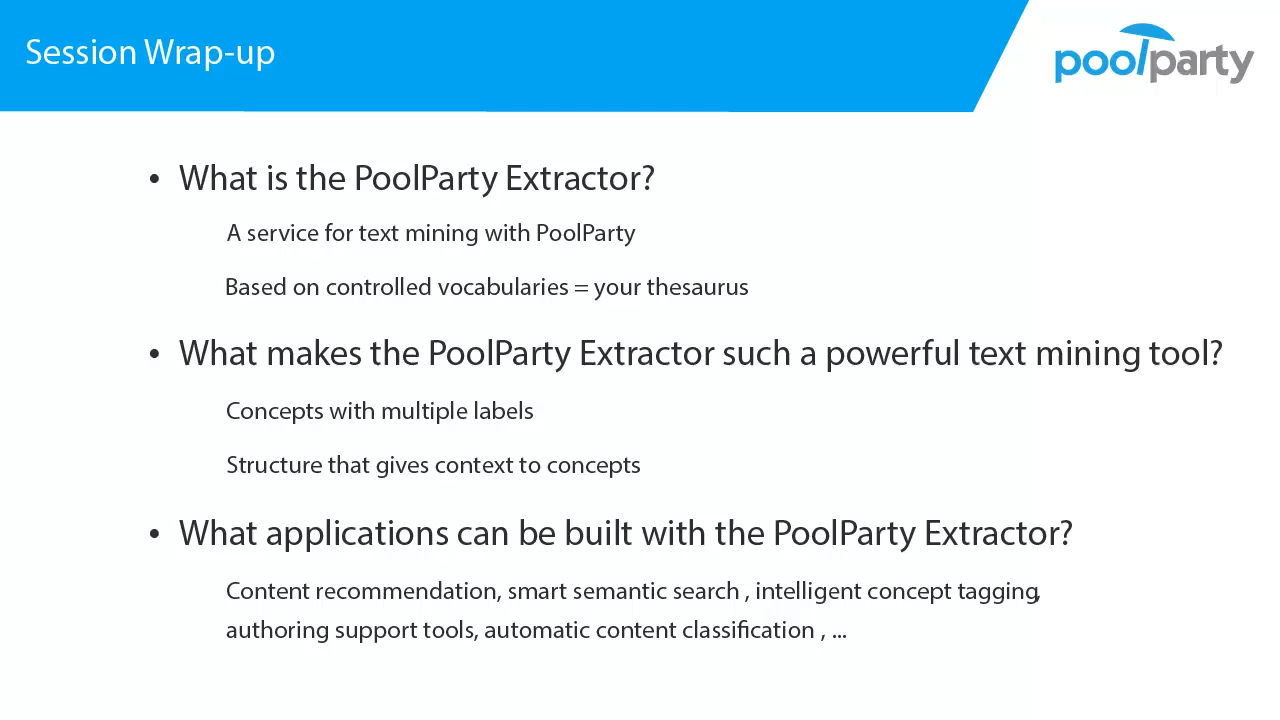 Session Wrap-up
poolparty
• What is the PoolParty Extractor?
A service for text mining with PoolParty
Based on controlled vocabularies = your thesaurus
• What makes the PoolParty Extractor such a powerful text mining tool?
Concepts with multiple labels
Structure that gives context to concepts
• What applications can be built with the PoolParty Extractor?
Content recommendation, smart semantic search , intelligent concept tagging,
authoring support tools, automatic content classification , ...